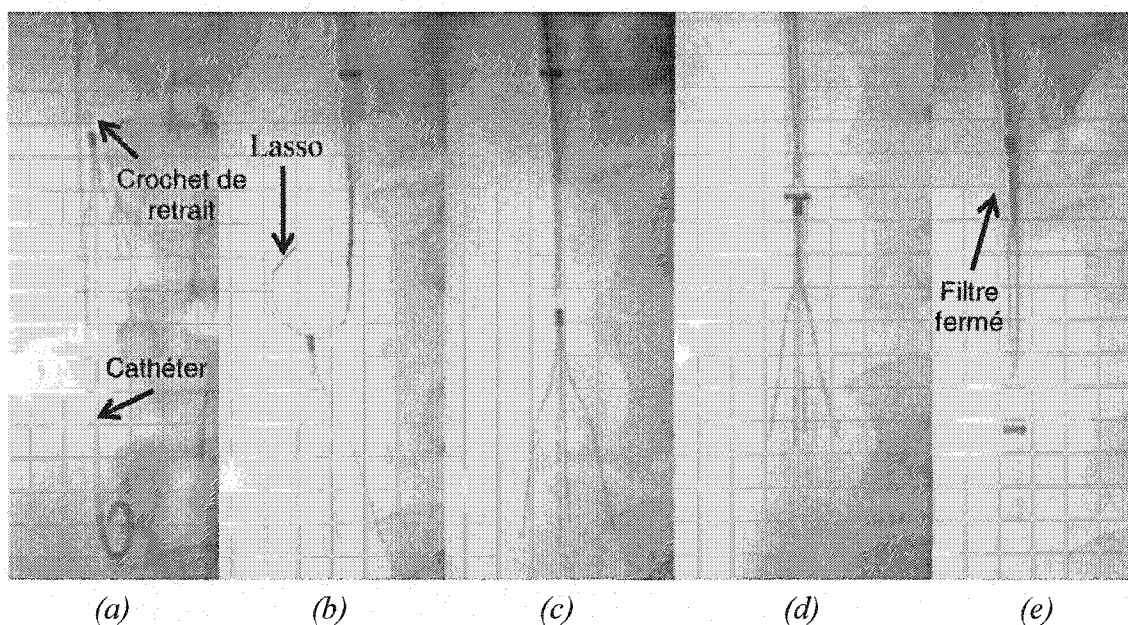 Crochet de
retrait
Cathéter
Lasso
Filtre
fermé
(a) (b) (c) (d) (e)